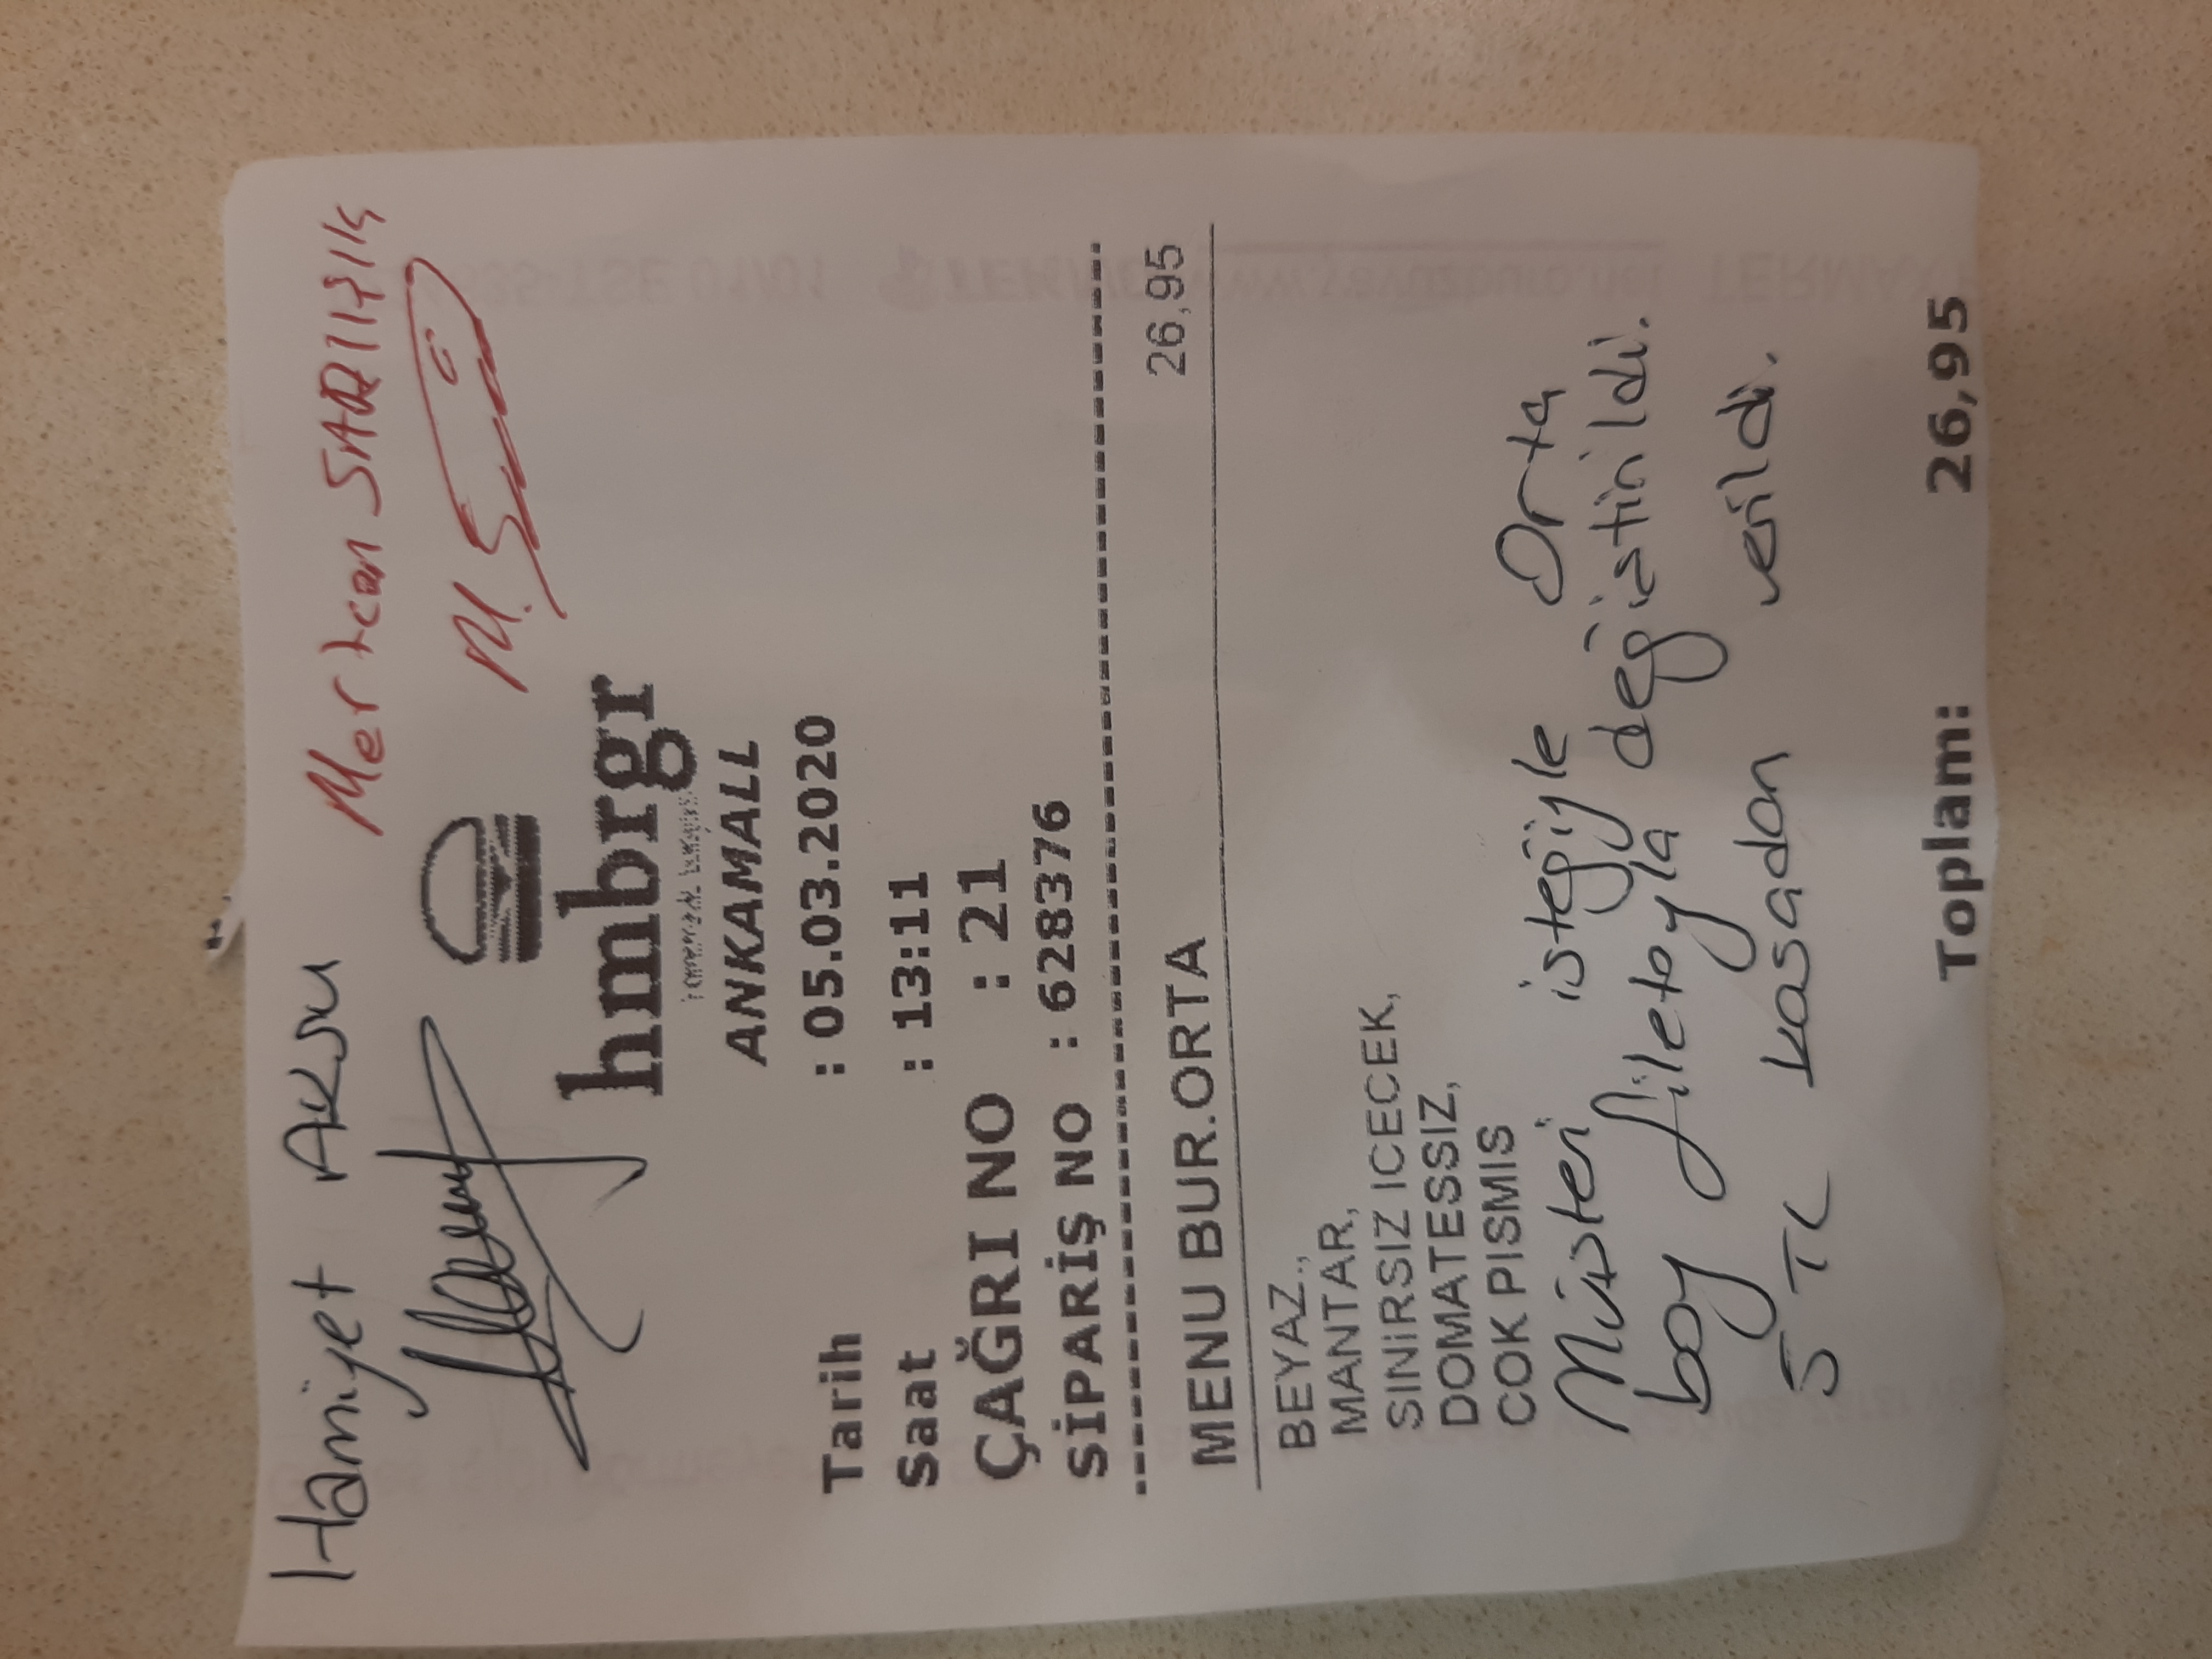 Hamiyet AKSU
Mertcan SARIIŞIK
hmbrgr
ANKAMALL
Tarih : 05.03.2020
Saat : 13:11
ÇAĞRI NO : 21
SİPARİŞ NO : 628376
MENU BUR.ORTA 26,95
BEYAZ.,
MANTAR,
SINiRSIZ ICECEK,
DOMATESSIZ,
COK PISMIS
Müşteri isteğiyle Orta
boy filetoyla değiştirildi.
5 TL kasadan verildi.
Toplam: 26,95